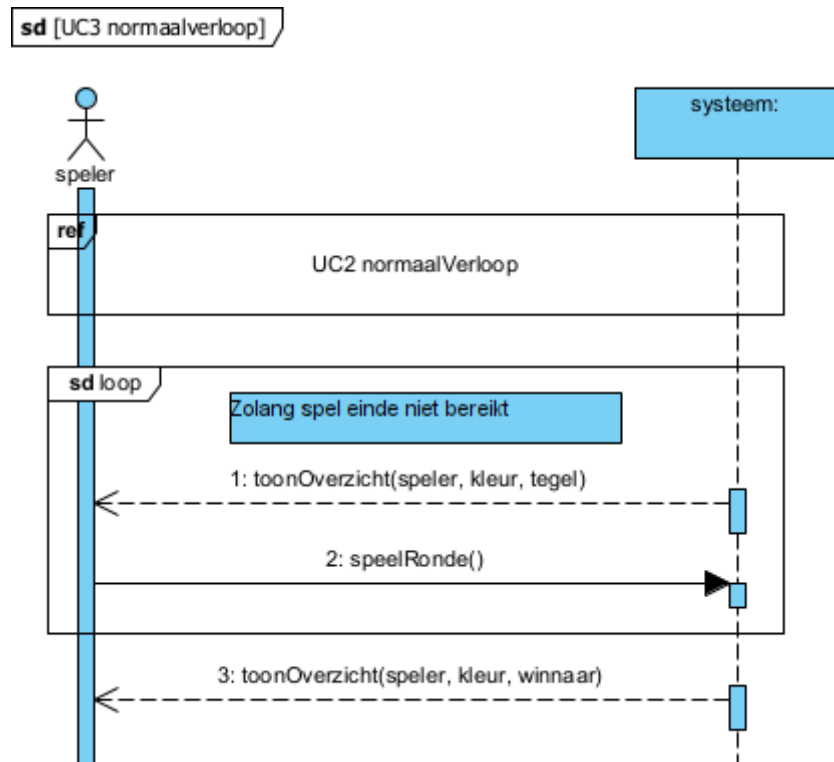 sd [UC3 normaalverloop]
systeem:
speler
ref
UC2 normaalVerloop
sd loop
Zolang spel einde niet bereikt
1: toonOverzicht(speler, kleur, tegel)
2: speelRonde()
3: toonOverzicht(speler, kleur, winnaar)